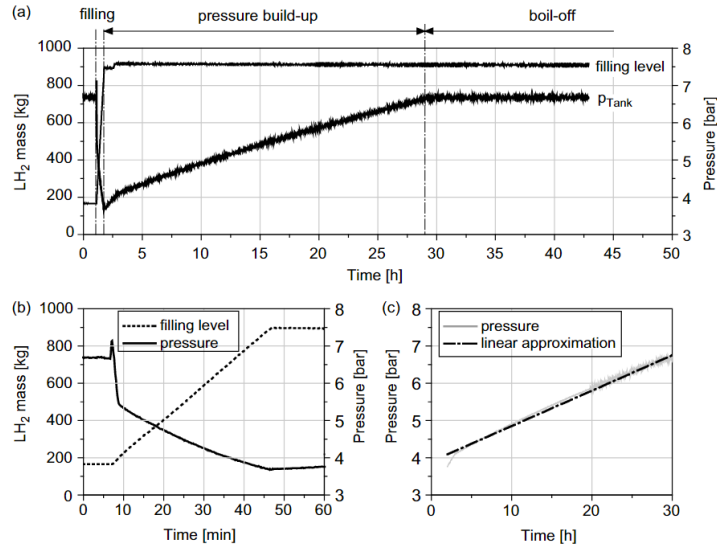 (a) filling pressure build-up boil-off
1000 8
800 7
600 6
400 5
200 4
0 3
LH2 mass [kg]
Pressure [bar]
filling level
pTank
0 5 10 15 20 25 30 35 40 45 50
Time [h]
(b)
1000 8
800 7
600 6
400 5
200 4
0 3
LH2 mass [kg]
Pressure [bar]
filling level
pressure
0 10 20 30 40 50 60
Time [min]
(c)
8
7
6
5
4
3
Pressure [bar]
pressure
linear approximation
0 10 20 30
Time [h]